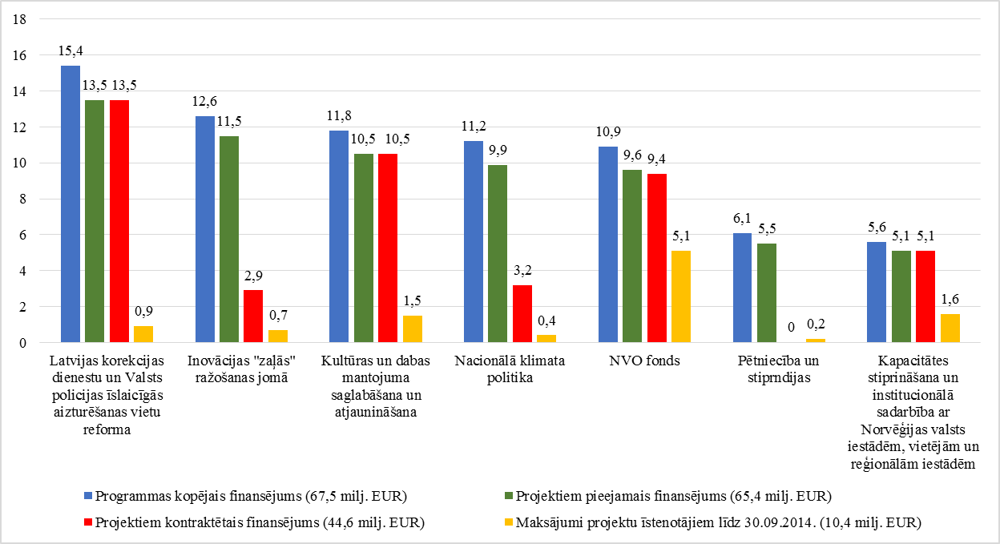 18
16
14
12
10
8
6
4
2
0
15,4
13,5
13,5
0,9
12,6
11,5
2,9
0,7
11,8
10,5
10,5
1,5
11,2
9,9
3,2
0,4
10,9
9,6
9,4
5,1
6,1
5,5
0
0,2
5,6
5,1
5,1
1,6
Latvijas korekcijas
dienestu un Valsts
policijas īslaicīgās
aizturēšanas vietu
reforma
Inovācijas "zaļās"
ražošanas jomā
Kultūras un dabas
mantojuma
saglabāšana un
atjaunināšana
Nacionālā klimata
politika
NVO fonds
Pētniecība un
stiprndijas
Kapacitātes
stiprināšana un
institucionālā
sadarbība ar
Norvēģijas valsts
iestādēm, vietējām un
reģionālām iestādēm
Programmas kopējais finansējums (67,5 milj. EUR)
Projektiem pieejamais finansējums (65,4 milj. EUR)
Projektiem kontraktētais finansējums (44,6 milj. EUR)
Maksājumi projektu īstenotājiem līdz 30.09.2014. (10,4 milj. EUR)